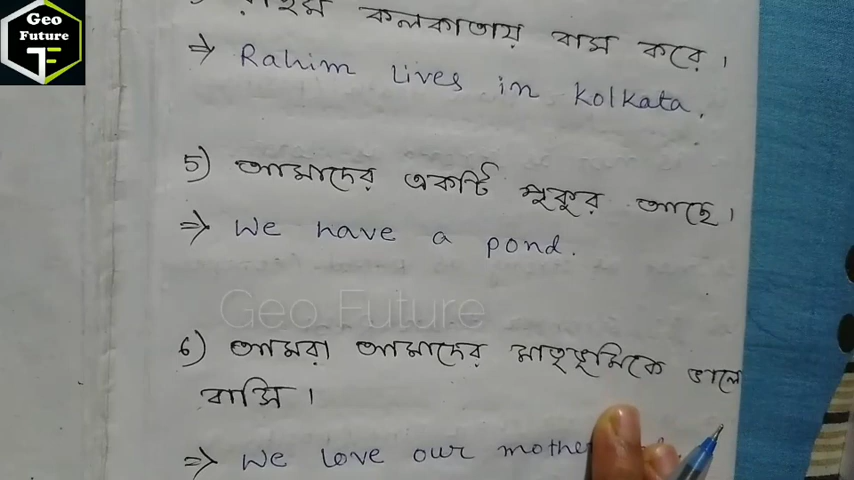 Geo
Future
রহিম কলকাতায় বাস করে।
⇒ Rahim lives in Kolkata.
5) আমাদের একটি পুকুর আছে।
⇒ We have a pond.
Geo Future
6) আমরা আমাদের মাতৃভূমিকে ভালো
বাসি।
⇒ We love our